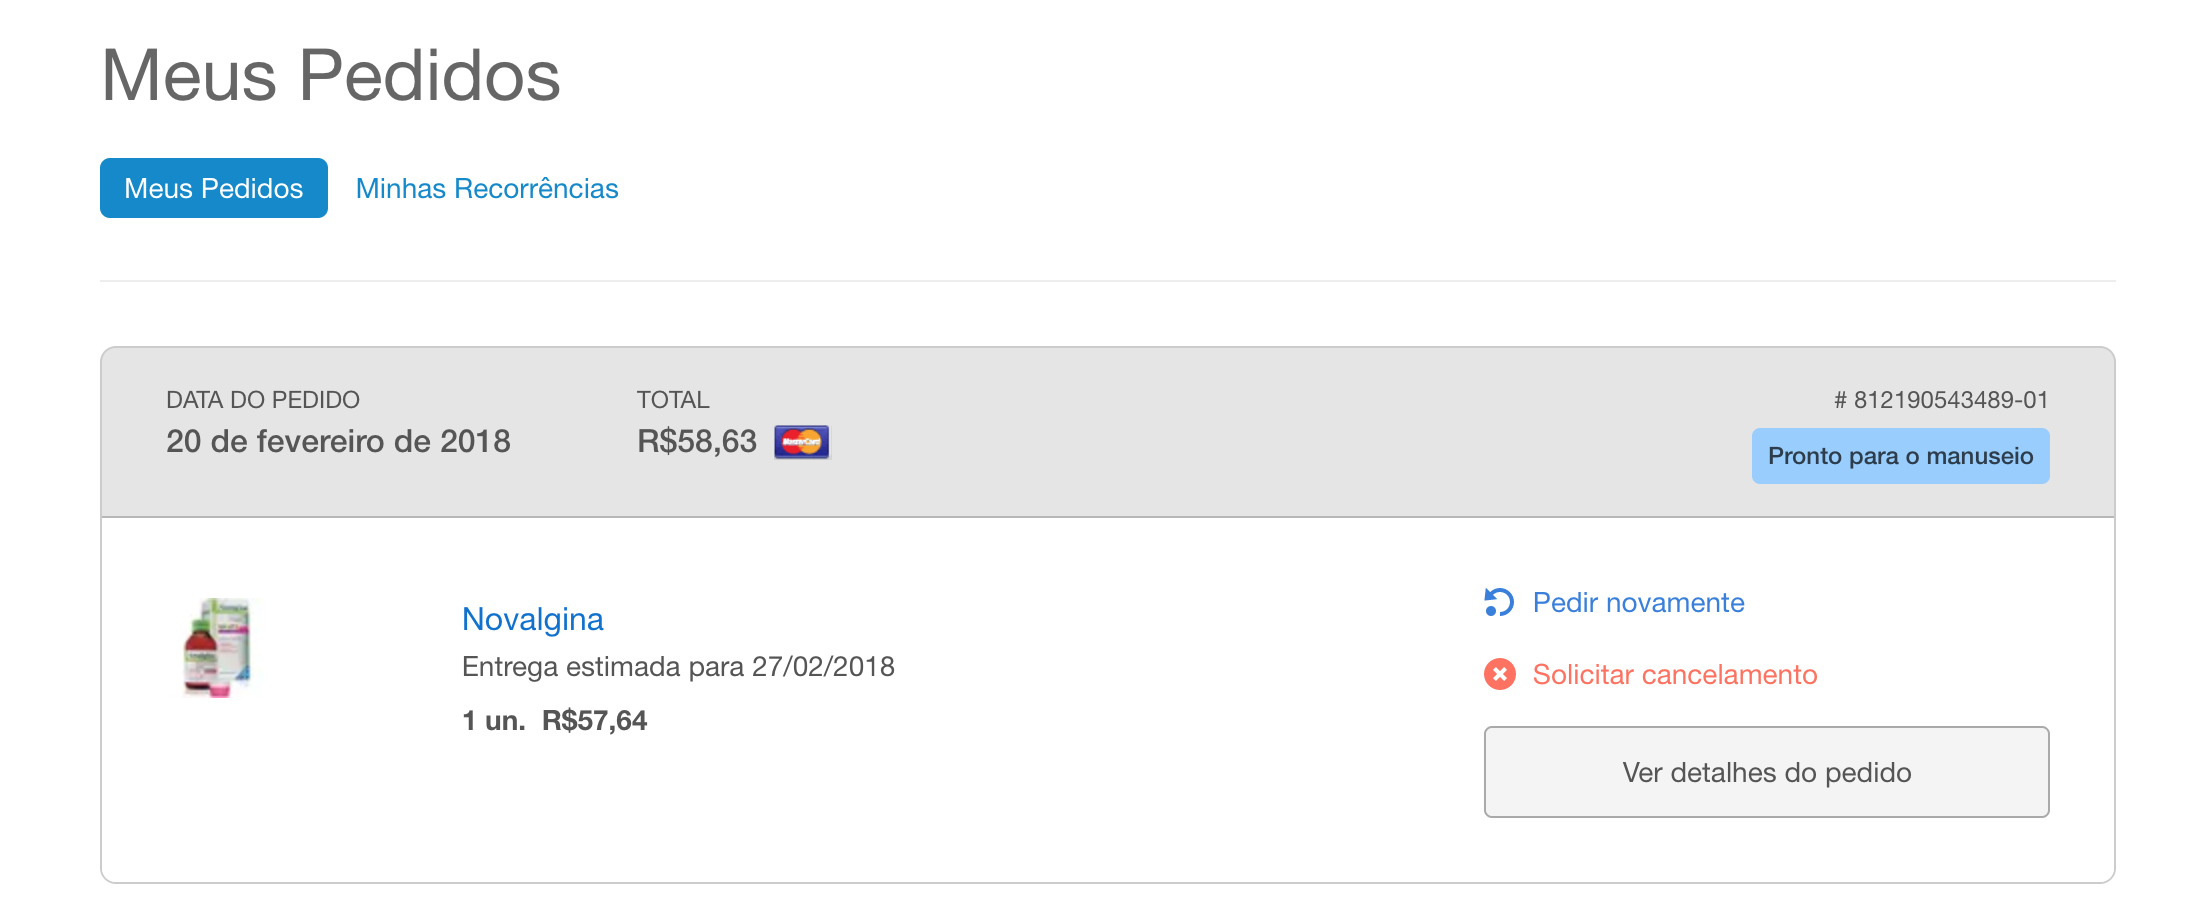 Meus Pedidos
Meus Pedidos Minhas Recorrências
DATA DO PEDIDO TOTAL # 812190543489-01
20 de fevereiro de 2018 R$58,63 MasterCard Pronto para o manuseio
Novalgina
Entrega estimada para 27/02/2018
1 un. R$57,64
Pedir novamente
Solicitar cancelamento
Ver detalhes do pedido